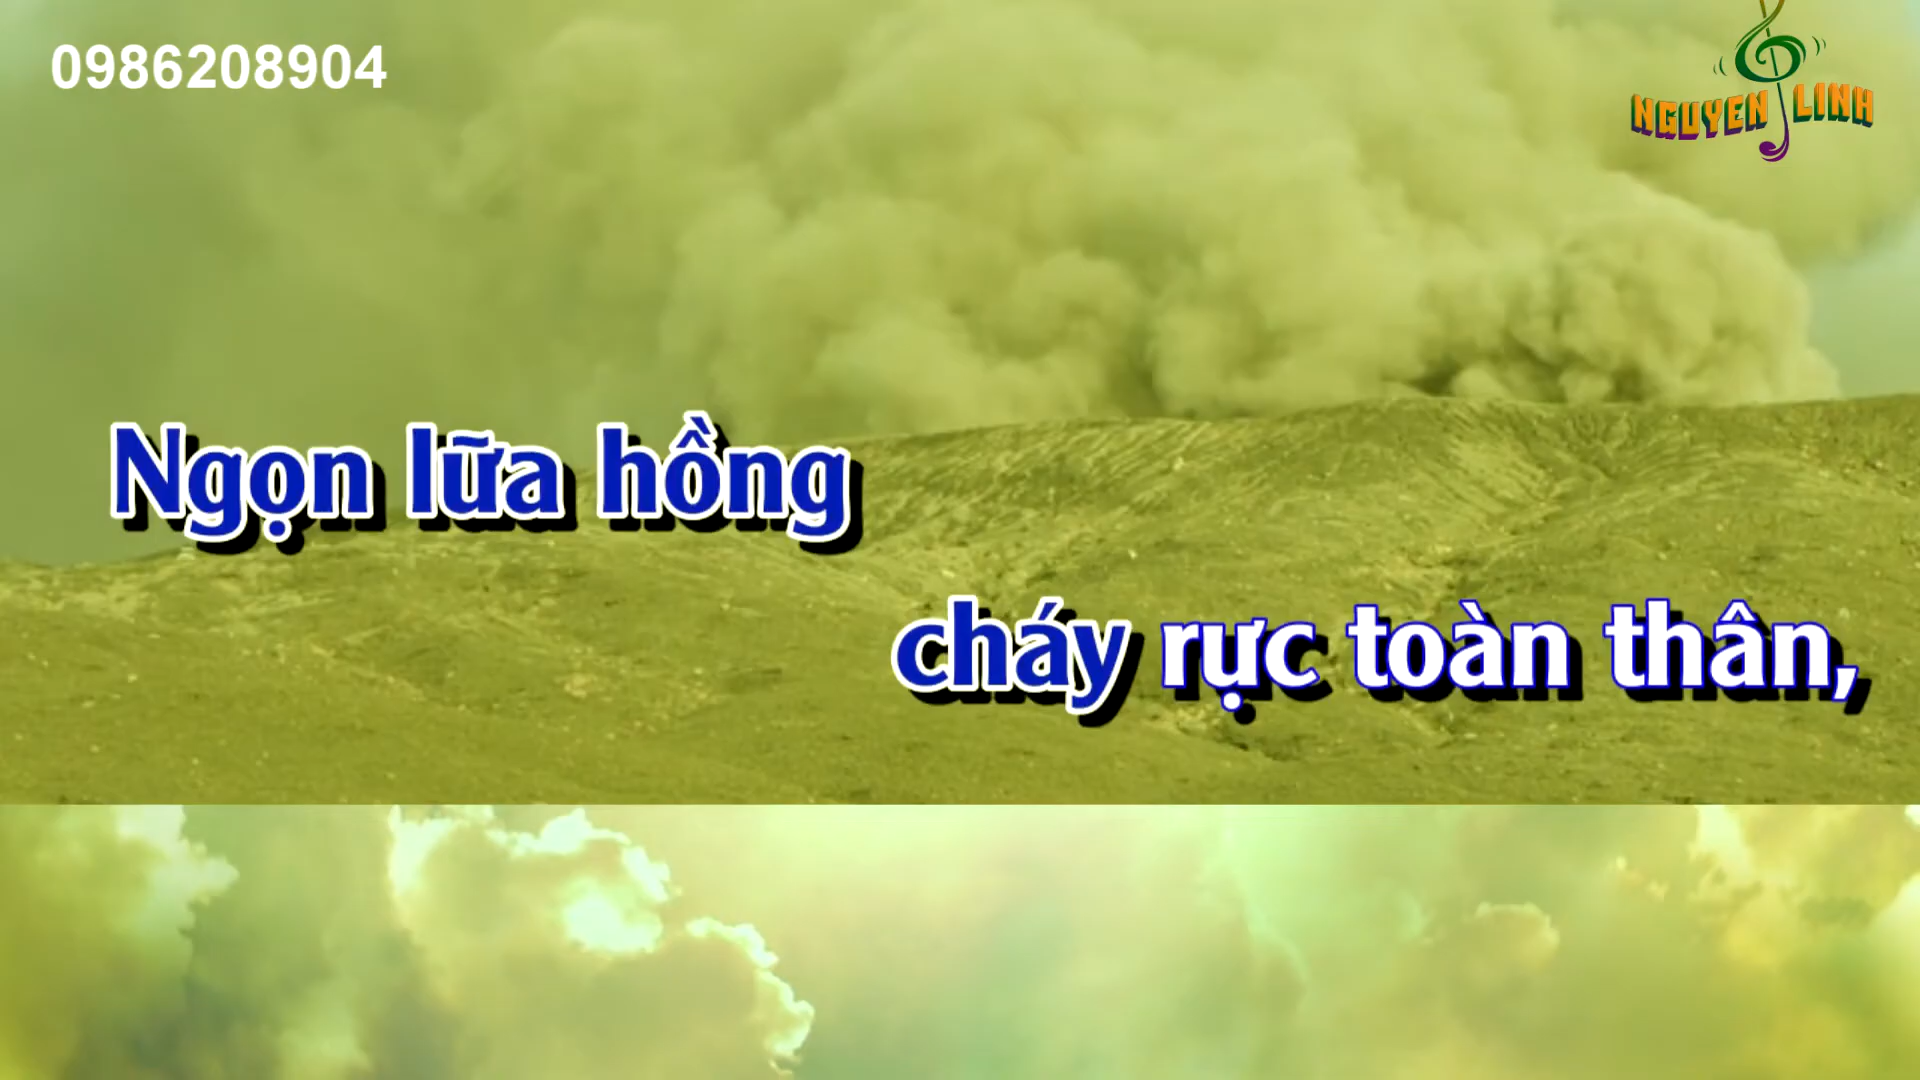 0986208904
NGUYEN LINH
Ngọn lữa hồng
cháy rực toàn thân,